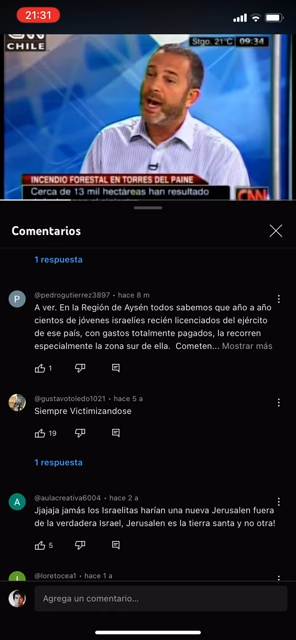 21:31
CNN
CHILE
Stgo. 21°C 09:34
INCENDIO FORESTAL EN TORRES DEL PAINE
Cerca de 13 mil hectáreas han resultado
CNN
Comentarios
1 respuesta
P
@pedrogutierrez3897 • hace 8 m
A ver. En la Región de Aysén todos sabemos que año a año
cientos de jóvenes israelíes recién licenciados del ejército
de ese país, con gastos totalmente pagados, la recorren
especialmente la zona sur de ella. Cometen... Mostrar más
1
@gustavotoledo1021 • hace 5 a
Siempre Victimizandose
19
1 respuesta
A
@aulacreativa6004 • hace 2 a
Jjajaja jamás los Israelitas harían una nueva Jerusalen fuera
de la verdadera Israel, Jerusalen es la tierra santa y no otra!
5
@loretocea1 • hace 1 a
Agrega un comentario...